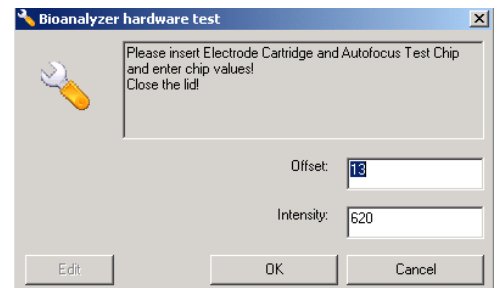 Bioanalyzer hardware test
Please insert Electrode Cartridge and Autofocus Test Chip
and enter chip values!
Close the lid!
Offset: 13
Intensity: 620
Edit OK Cancel